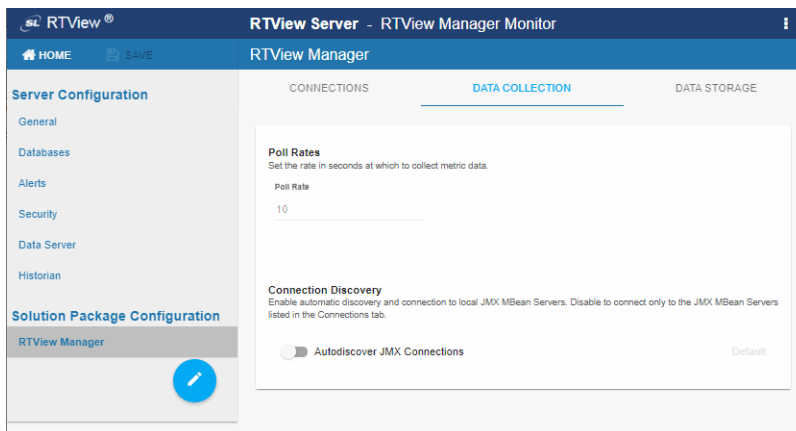 SL RTView ®
RTView Server - RTView Manager Monitor
HOME
SAVE
RTView Manager
Server Configuration
General
Databases
Alerts
Security
Data Server
Historian
Solution Package Configuration
RTView Manager
CONNECTIONS
DATA COLLECTION
DATA STORAGE
Poll Rates
Set the rate in seconds at which to collect metric data.
Poll Rate
10
Connection Discovery
Enable automatic discovery and connection to local JMX MBean Servers. Disable to connect only to the JMX MBean Servers
listed in the Connections tab.
Autodiscover JMX Connections
Default